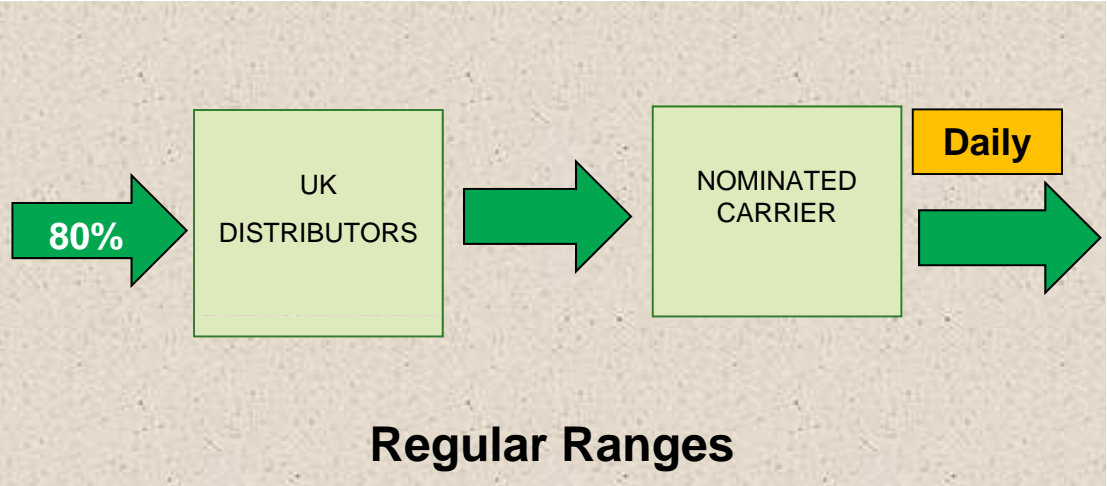 80%
UK
DISTRIBUTORS
NOMINATED
CARRIER
Daily
Regular Ranges